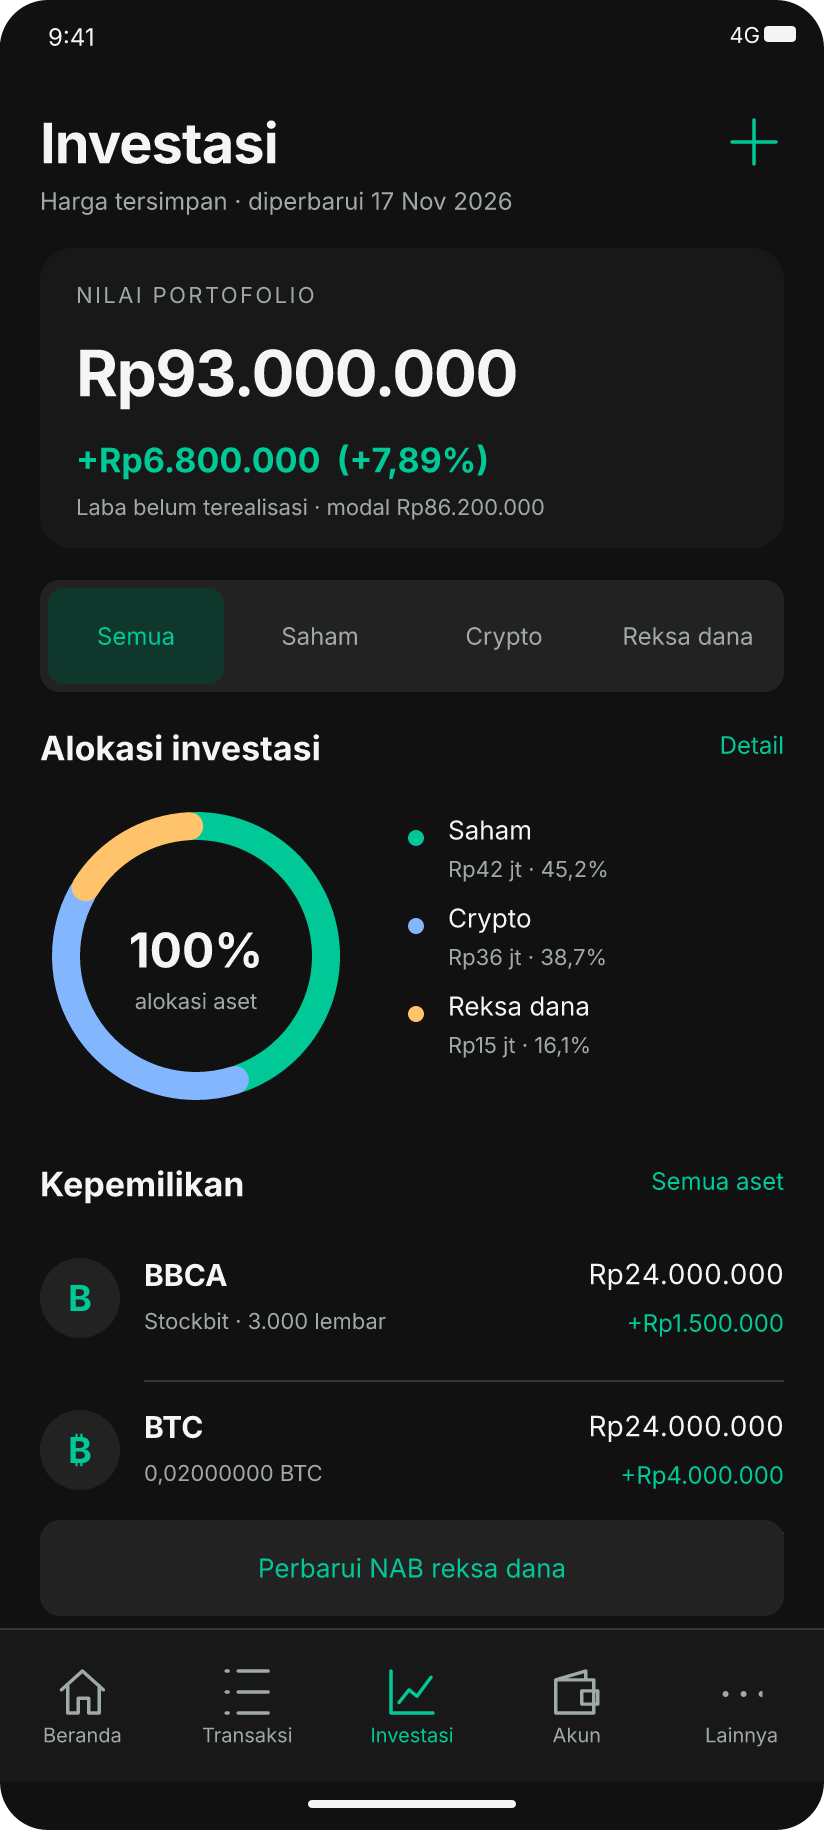 9:41
4G
Investasi
Harga tersimpan · diperbarui 17 Nov 2026
NILAI PORTOFOLIO
Rp93.000.000
+Rp6.800.000 (+7,89%)
Laba belum terealisasi · modal Rp86.200.000
Semua
Saham
Crypto
Reksa dana
Alokasi investasi
Detail
100%
alokasi aset
Saham
Rp42 jt · 45,2%
Crypto
Rp36 jt · 38,7%
Reksa dana
Rp15 jt · 16,1%
Kepemilikan
Semua aset
B
BBCA
Rp24.000.000
Stockbit · 3.000 lembar
+Rp1.500.000
₿
BTC
Rp24.000.000
0,02000000 BTC
+Rp4.000.000
Perbarui NAB reksa dana
Beranda
Transaksi
Investasi
Akun
Lainnya